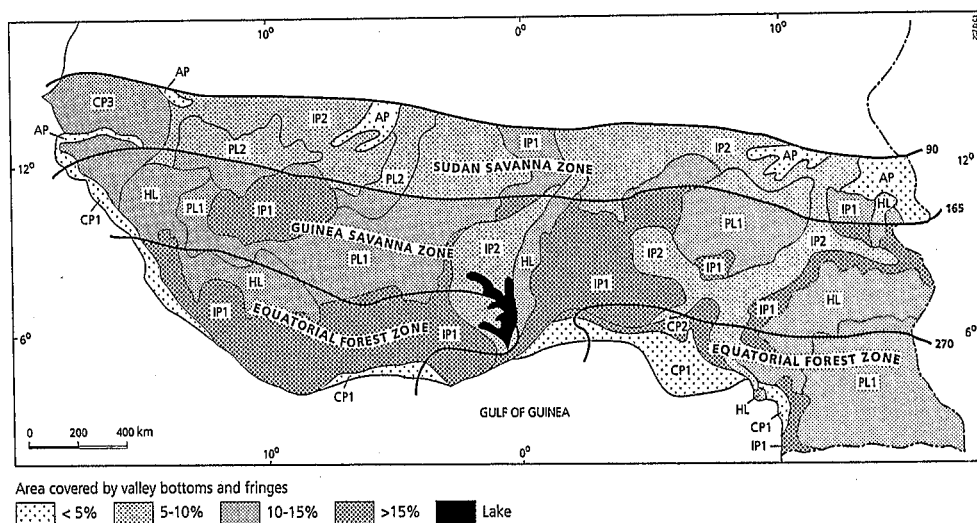 10° 0° 10°
AP
CP3
AP
IP2
AP
IP1
IP2
AP
90
12° 12°
PL2
SUDAN SAVANNA ZONE
PL2
AP
HL
HL
CP1
PL1
IP1
IP1
165
GUINEA SAVANNA ZONE
IP2
PL1
IP2
PL1
HL
IP2
IP1
HL
HL
IP1
IP1
IP1
EQUATORIAL FOREST ZONE
IP1
CP2
6° 6°
270
EQUATORIAL FOREST ZONE
CP1
PL1
CP1
GULF OF GUINEA
HL
CP1
IP1
0 200 400 km
10° 0° 10°
Area covered by valley bottoms and fringes
< 5% 5-10% 10-15% >15% Lake